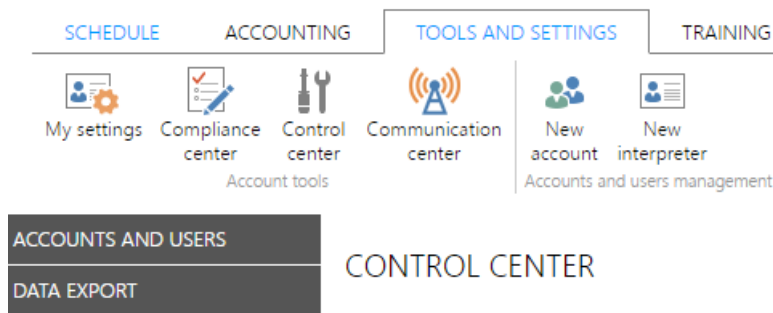 SCHEDULE ACCOUNTING TOOLS AND SETTINGS TRAINING
My settings Compliance center Control center Communication center New account New interpreter
Account tools Accounts and users management
ACCOUNTS AND USERS
CONTROL CENTER
DATA EXPORT